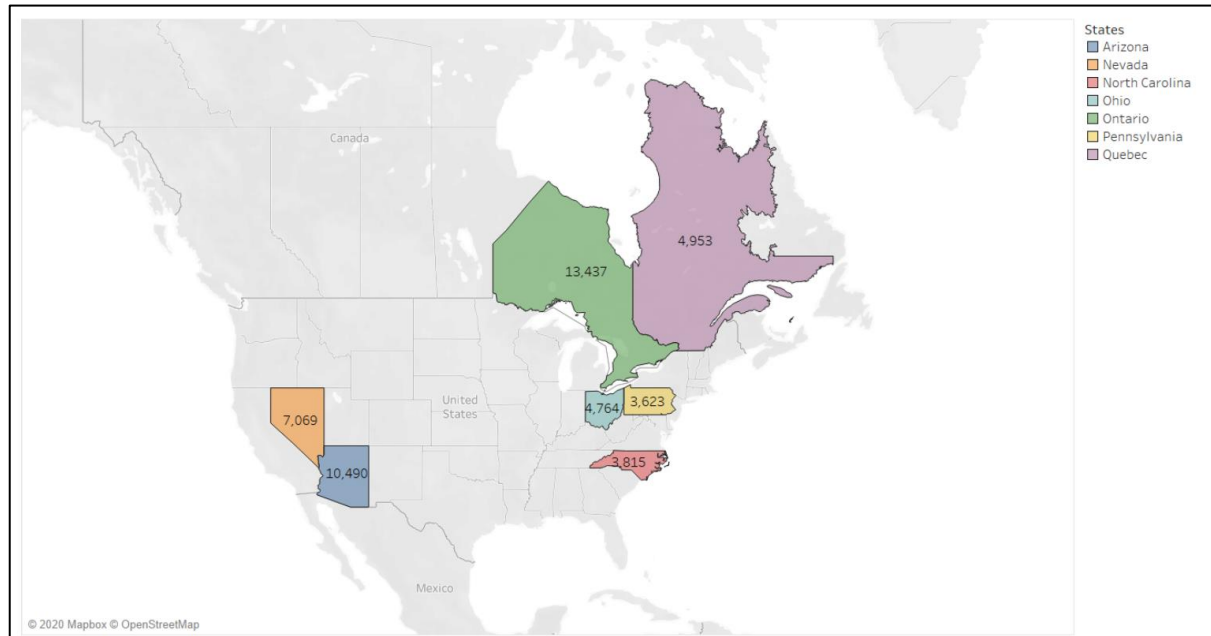 States
Arizona
Nevada
North Carolina
Ohio
Ontario
Pennsylvania
Quebec
Canada
4,953
13,437
United
States
7,069
4,764
3,623
10,490
3,815
Mexico
© 2020 Mapbox © OpenStreetMap